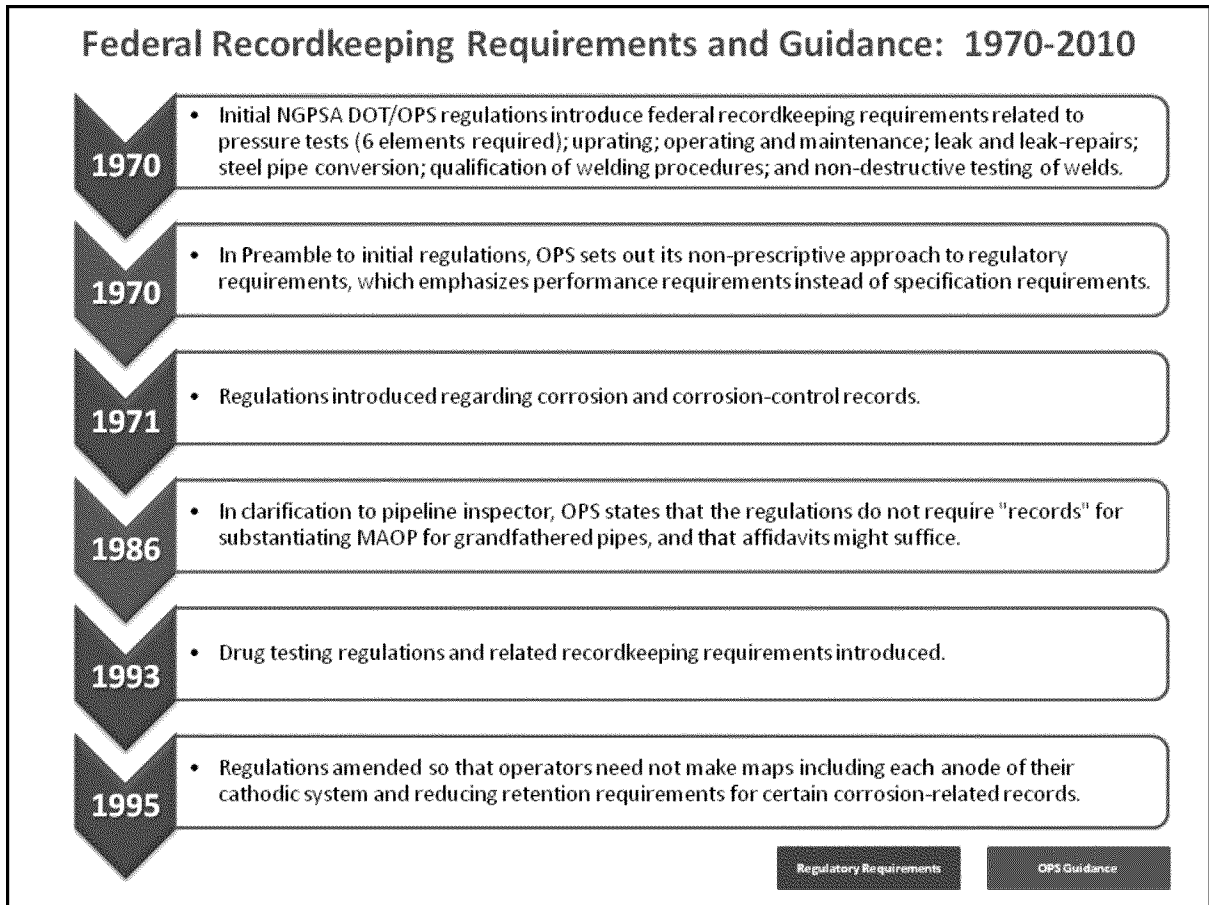 Federal Recordkeeping Requirements and Guidance: 1970-2010
1970
• Initial NGPSA DOT/OPS regulations introduce federal recordkeeping requirements related to
pressure tests (6 elements required); uprating; operating and maintenance; leak and leak-repairs;
steel pipe conversion; qualification of welding procedures; and non-destructive testing of welds.
1970
• In Preamble to initial regulations, OPS sets out its non-prescriptive approach to regulatory
requirements, which emphasizes performance requirements instead of specification requirements.
1971
• Regulations introduced regarding corrosion and corrosion-control records.
1986
• In clarification to pipeline inspector, OPS states that the regulations do not require "records" for
substantiating MAOP for grandfathered pipes, and that affidavits might suffice.
1993
• Drug testing regulations and related recordkeeping requirements introduced.
1995
• Regulations amended so that operators need not make maps including each anode of their
cathodic system and reducing retention requirements for certain corrosion-related records.
Regulatory Requirements
OPS Guidance